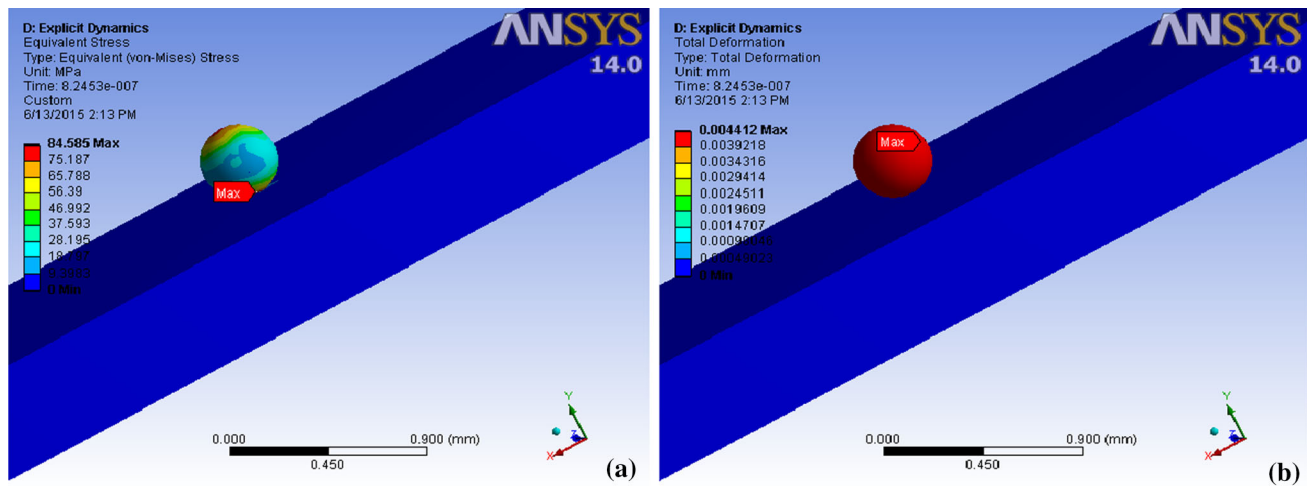 D: Explicit Dynamics
Equivalent Stress
Type: Equivalent (von-Mises) Stress
Unit: MPa
Time: 8.2453e-007
Custom
6/13/2015 2:13 PM
84.585 Max
75.187
65.788
56.39
46.992
37.593
28.195
0 Min
Max
ANSYS
14.0
0.000
0.900 (mm)
0.450
Y
Z
X
(a)
D: Explicit Dynamics
Total Deformation
Type: Total Deformation
Unit: mm
Time: 8.2453e-007
6/13/2015 2:13 PM
0.004412 Max
0.0039218
0.0034316
0.0029414
0.0024511
0.0019609
0.0014707
0 Min
Max
ANSYS
14.0
0.000
0.900 (mm)
0.450
Y
Z
X
(b)